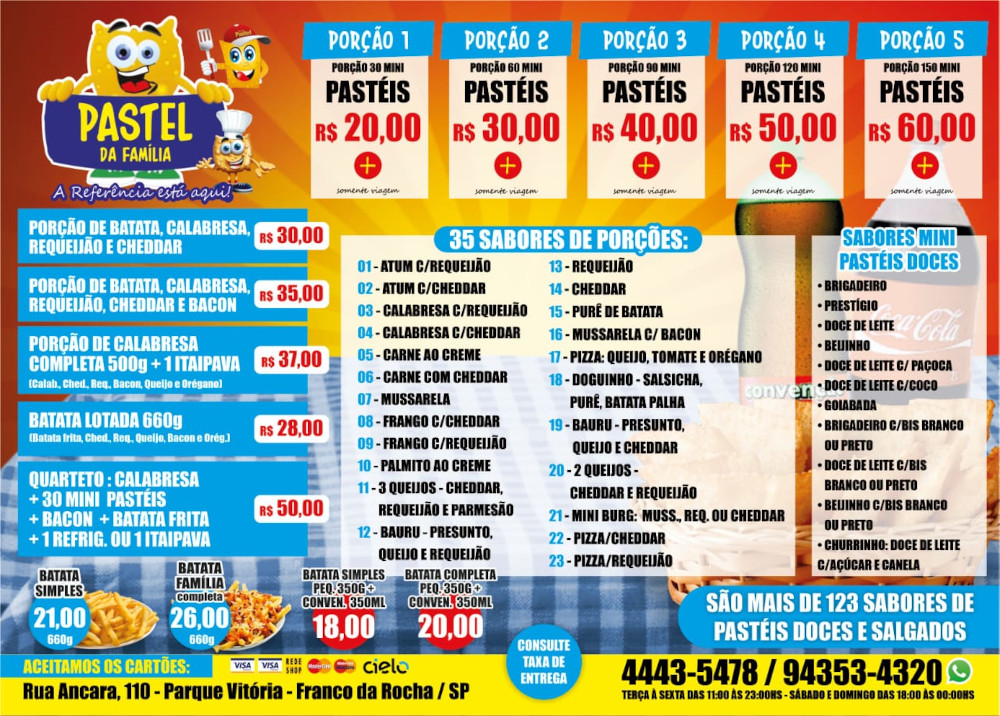 PASTEL
DA FAMÍLIA
A Referência está aqui!
PORÇÃO 1
PORÇÃO 30 MINI
PASTÉIS
R$ 20,00
+
somente viagem
PORÇÃO 2
PORÇÃO 60 MINI
PASTÉIS
R$ 30,00
+
somente viagem
PORÇÃO 3
PORÇÃO 90 MINI
PASTÉIS
R$ 40,00
+
somente viagem
PORÇÃO 4
PORÇÃO 120 MINI
PASTÉIS
R$ 50,00
+
somente viagem
PORÇÃO 5
PORÇÃO 150 MINI
PASTÉIS
R$ 60,00
+
somente viagem
PORÇÃO DE BATATA, CALABRESA,
REQUEIJÃO E CHEDDAR
R$ 30,00
PORÇÃO DE BATATA, CALABRESA,
REQUEIJÃO, CHEDDAR E BACON
R$ 35,00
PORÇÃO DE CALABRESA
COMPLETA 500g + 1 ITAIPAVA
(Calab., Ched., Req., Bacon, Queijo e Orégano)
R$ 37,00
BATATA LOTADA 660g
(Batata frita, Ched., Req, Queijo, Bacon e Orég.)
R$ 28,00
QUARTETO : CALABRESA
+ 30 MINI PASTÉIS
+ BACON + BATATA FRITA
+ 1 REFRIG. OU 1 ITAIPAVA
R$ 50,00
35 SABORES DE PORÇÕES:
01 - ATUM C/REQUEIJÃO
02 - ATUM C/CHEDDAR
03 - CALABRESA C/REQUEIJÃO
04 - CALABRESA C/CHEDDAR
05 - CARNE AO CREME
06 - CARNE COM CHEDDAR
07 - MUSSARELA
08 - FRANGO C/CHEDDAR
09 - FRANGO C/REQUEIJÃO
10 - PALMITO AO CREME
11 - 3 QUEIJOS - CHEDDAR,
REQUEIJÃO E PARMESÃO
12 - BAURU - PRESUNTO,
QUEIJO E REQUEIJÃO
13 - REQUEIJÃO
14 - CHEDDAR
15 - PURÊ DE BATATA
16 - MUSSARELA C/ BACON
17 - PIZZA: QUEIJO, TOMATE E ORÉGANO
18 - DOGUINHO - SALSICHA,
PURÊ, BATATA PALHA
19 - BAURU - PRESUNTO,
QUEIJO E CHEDDAR
20 - 2 QUEIJOS -
CHEDDAR E REQUEIJÃO
21 - MINI BURG: MUSS., REQ. OU CHEDDAR
22 - PIZZA/CHEDDAR
23 - PIZZA/REQUEIJÃO
SABORES MINI
PASTÉIS DOCES
• BRIGADEIRO
• PRESTÍGIO
• DOCE DE LEITE
• BEIJINHO
• DOCE DE LEITE C/ PAÇOCA
• DOCE DE LEITE C/COCO
• GOIABADA
• BRIGADEIRO C/BIS BRANCO
OU PRETO
• DOCE DE LEITE C/BIS
BRANCO OU PRETO
• BEIJINHO C/BIS BRANCO
OU PRETO
• CHURRINHO: DOCE DE LEITE
C/AÇUCAR E CANELA
Coca-Cola
convenção
BATATA
SIMPLES
21,00
660g
BATATA
FAMÍLIA
completa
26,00
660g
BATATA SIMPLES
PEQ. 350G +
CONVEN. 350ML
18,00
BATATA COMPLETA
PEQ. 350G +
CONVEN. 350ML
20,00
SÃO MAIS DE 123 SABORES DE
PASTÉIS DOCES E SALGADOS
CONSULTE
TAXA DE
ENTREGA
ACEITAMOS OS CARTÕES:
VISA
VISA
REDE
SHOP
MasterCard
cielo
Rua Ancara, 110 - Parque Vitória - Franco da Rocha / SP
4443-5478 / 94353-4320
TERÇA À SEXTA DAS 11:00 ÀS 23:00HS - SÁBADO E DOMINGO DAS 18:00 ÀS 00:00HS